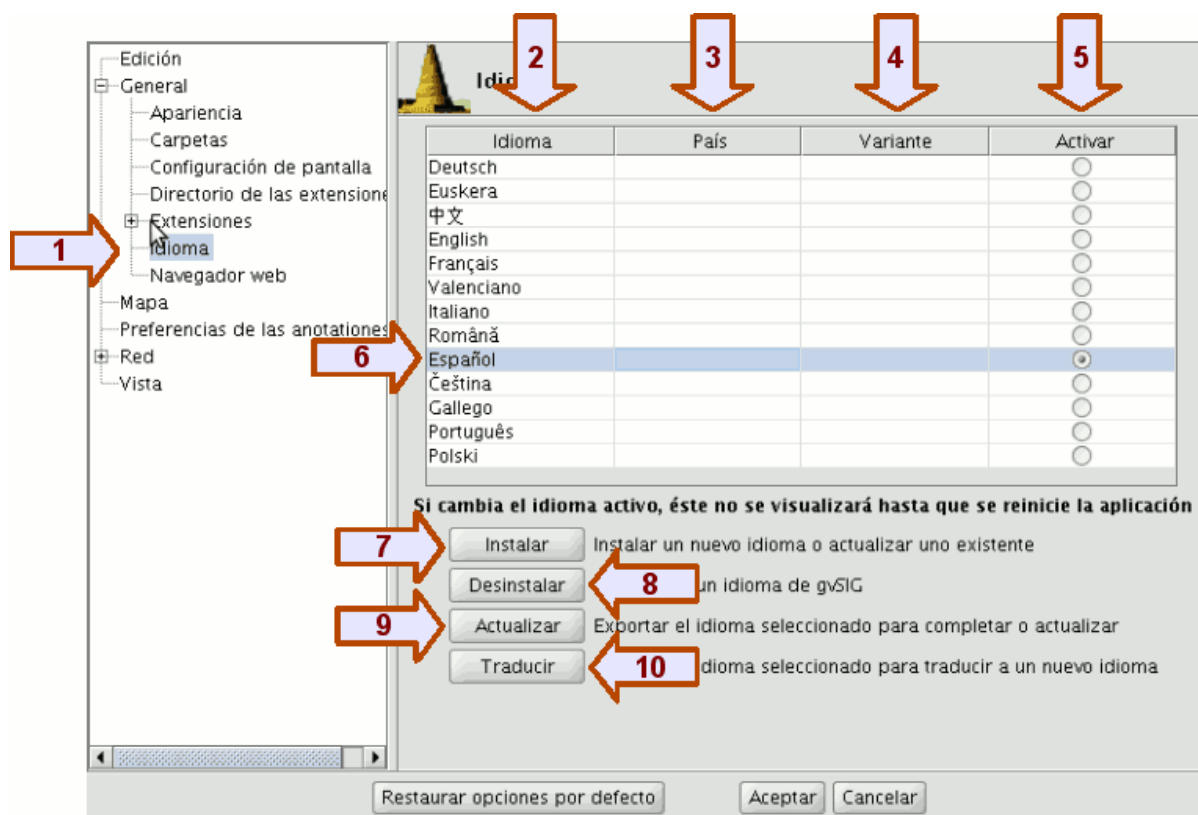 2 3 4 5
Edición
General
Apariencia
Carpetas
Configuración de pantalla
Directorio de las extensione
Extensiones
1
Idioma
Navegador web
Mapa
Preferencias de las anotationes
Red
Vista
Idioma País Variante Activar
Deutsch
Euskera
中文
English
Français
Valenciano
Italiano
Română
6
Español
Čeština
Gallego
Português
Polski
Si cambia el idioma activo, éste no se visualizará hasta que se reinicie la aplicación
7 Instalar Instalar un nuevo idioma o actualizar uno existente
Desinstalar 8 un idioma de gvSIG
9 Actualizar Exportar el idioma seleccionado para completar o actualizar
Traducir 10 idioma seleccionado para traducir a un nuevo idioma
Restaurar opciones por defecto Aceptar Cancelar